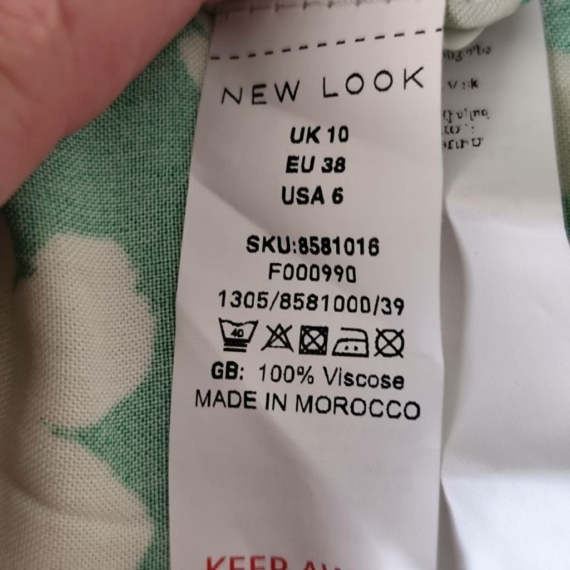 NEW LOOK
UK 10
EU 38
USA 6
SKU:8581016
F000990
1305/8581000/39
40
GB: 100% Viscose
MADE IN MOROCCO
KEEP